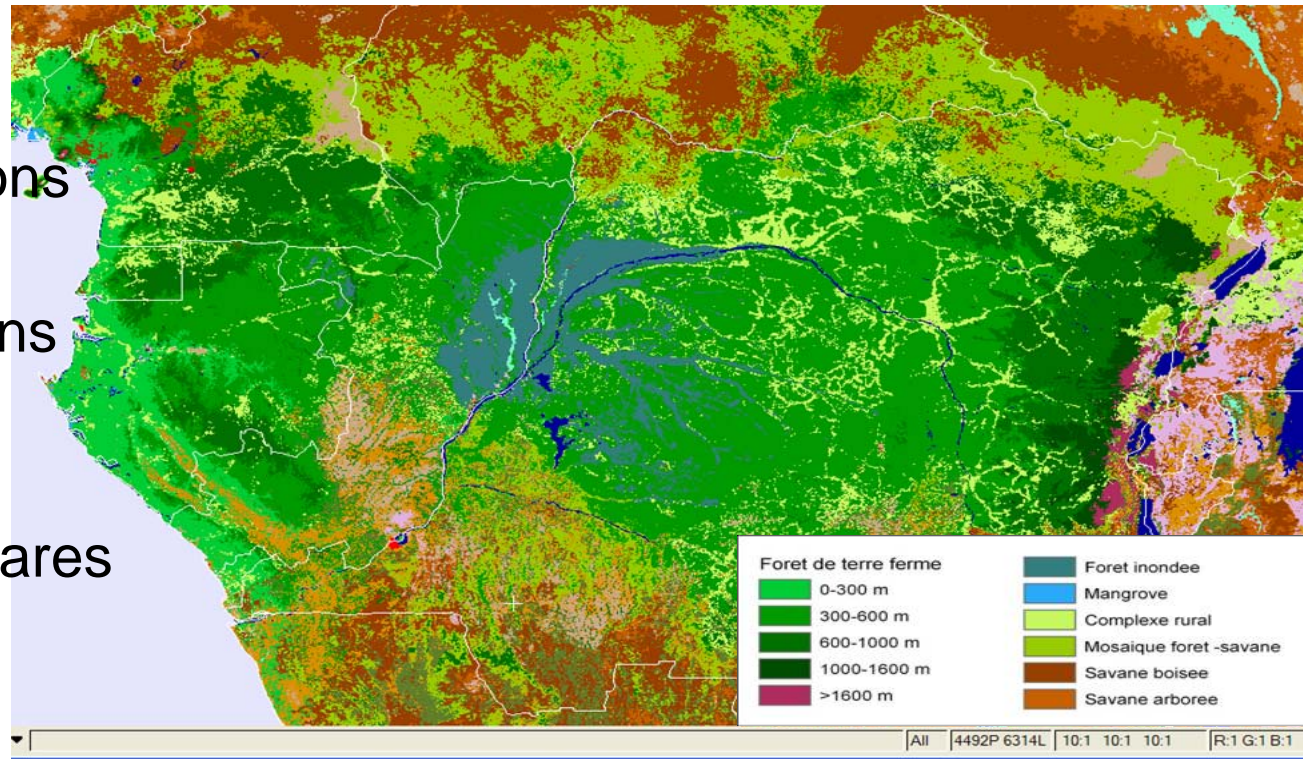 ons
ns
ares
Foret de terre ferme
0-300 m
300-600 m
600-1000 m
1000-1600 m
>1600 m
Foret inondee
Mangrove
Complexe rural
Mosaique foret -savane
Savane boisee
Savane arboree
All 4492P 6314L 10:1 10:1 10:1 R:1 G:1 B:1